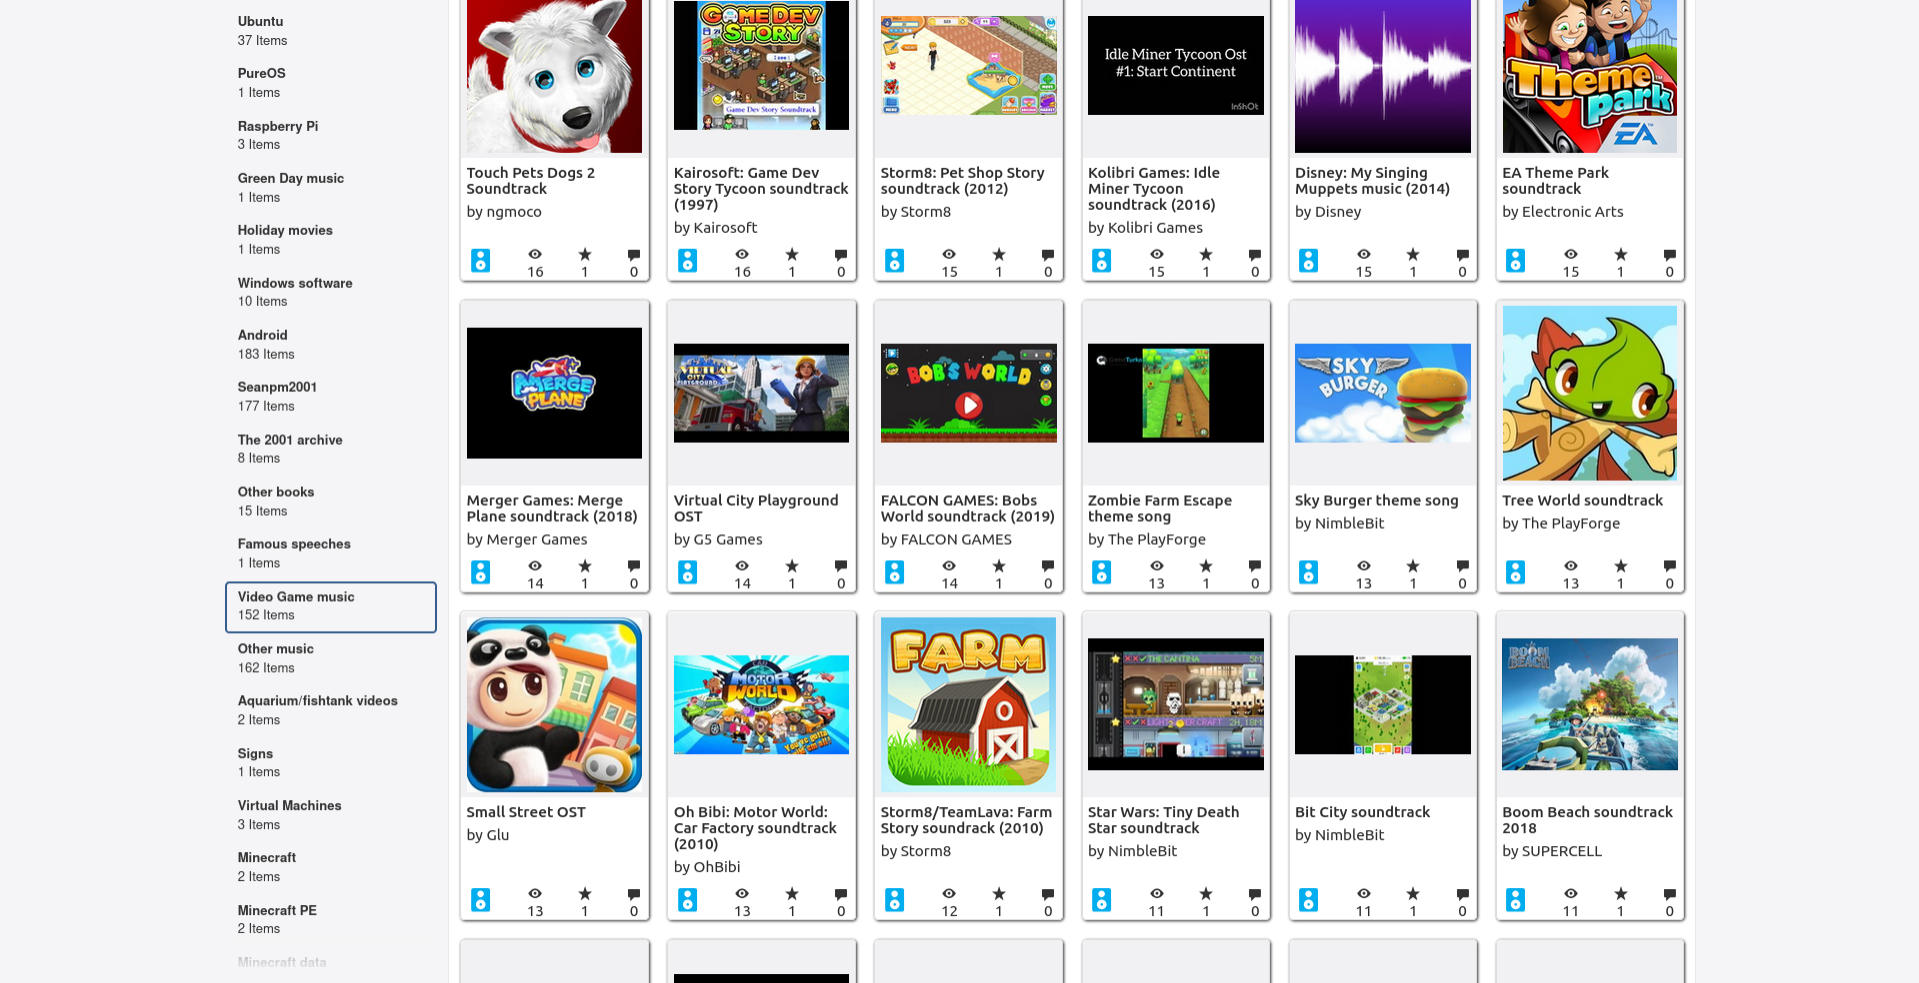 Ubuntu
37 Items
PureOS
1 Items
Raspberry Pi
3 Items
Green Day music
1 Items
Holiday movies
1 Items
Windows software
10 Items
Android
183 Items
Seanpm2001
177 Items
The 2001 archive
8 Items
Other books
15 Items
Famous speeches
1 Items
Video Game music
152 Items
Other music
162 Items
Aquarium/fishtank videos
2 Items
Signs
1 Items
Virtual Machines
3 Items
Minecraft
2 Items
Minecraft PE
2 Items
Minecraft data
Touch Pets Dogs 2
Soundtrack
by ngmoco
16 1 0
GAME DEV
STORY
Game Dev Story Soundtrack
Kairosoft: Game Dev
Story Tycoon soundtrack
(1997)
by Kairosoft
16 1 0
Storm8: Pet Shop Story
soundtrack (2012)
by Storm8
15 1 0
Idle Miner Tycoon Ost
#1: Start Continent
InShOt
Kolibri Games: Idle
Miner Tycoon
soundtrack (2016)
by Kolibri Games
15 1 0
Disney: My Singing
Muppets music (2014)
by Disney
15 1 0
Theme
park
EA
EA Theme Park
soundtrack
by Electronic Arts
15 1 0
MERGE
PLANE
Merger Games: Merge
Plane soundtrack (2018)
by Merger Games
14 1 0
VIRTUAL
CITY
PLAYGROUND
Virtual City Playground
OST
by G5 Games
14 1 0
BOB'S WORLD
FALCON GAMES: Bobs
World soundtrack (2019)
by FALCON GAMES
14 1 0
Zombie Farm Escape
theme song
by The PlayForge
13 1 0
SKY
BURGER
Sky Burger theme song
by NimbleBit
13 1 0
Tree World soundtrack
by The PlayForge
13 1 0
Small Street OST
by Glu
13 1 0
MOTOR
WORLD
Oh Bibi: Motor World:
Car Factory soundtrack
(2010)
by OhBibi
13 1 0
FARM
Storm8/TeamLava: Farm
Story soundrack (2010)
by Storm8
12 1 0
THE CANTINA
5M
2H, 18M
Star Wars: Tiny Death
Star soundtrack
by NimbleBit
11 1 0
Bit City soundtrack
by NimbleBit
11 1 0
BOOM
BEACH
Boom Beach soundtrack
2018
by SUPERCELL
11 1 0